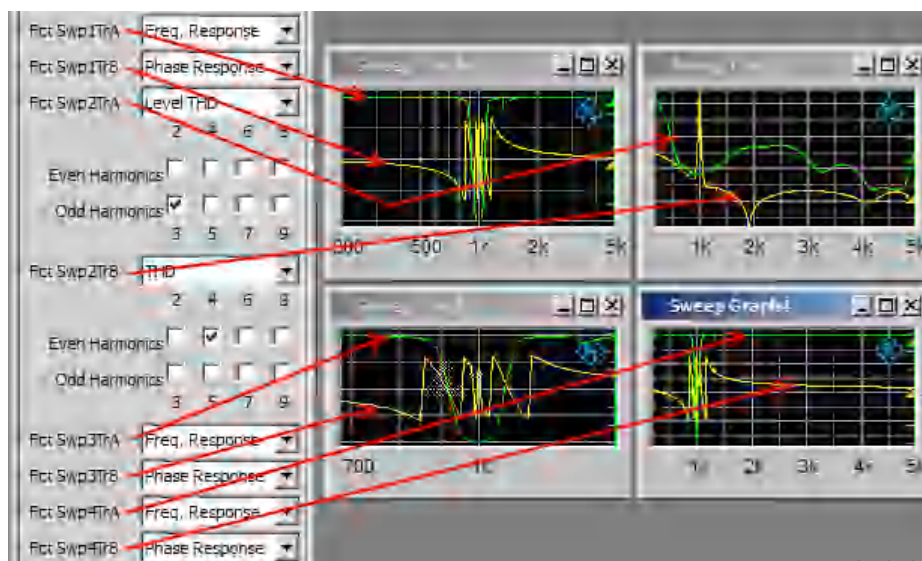 Fct Swp1TrA Freq. Response
Fct Swp1TrB Phase Response
Fct Swp2TrA Level THD
2 4 6 8
Even Harmonics
Odd Harmonics
3 5 7 9
Fct Swp2TrB THD
2 4 6 8
Even Harmonics
Odd Harmonics
3 5 7 9
Fct Swp3TrA Freq. Response
Fct Swp3TrB Phase Response
Fct Swp4TrA Freq. Response
Fct Swp4TrB Phase Response
500 1k 2k 5k
1k 2k 3k 4k 5k
700 1k
Sweep Graph4
1k 2k 3k 4k 5k